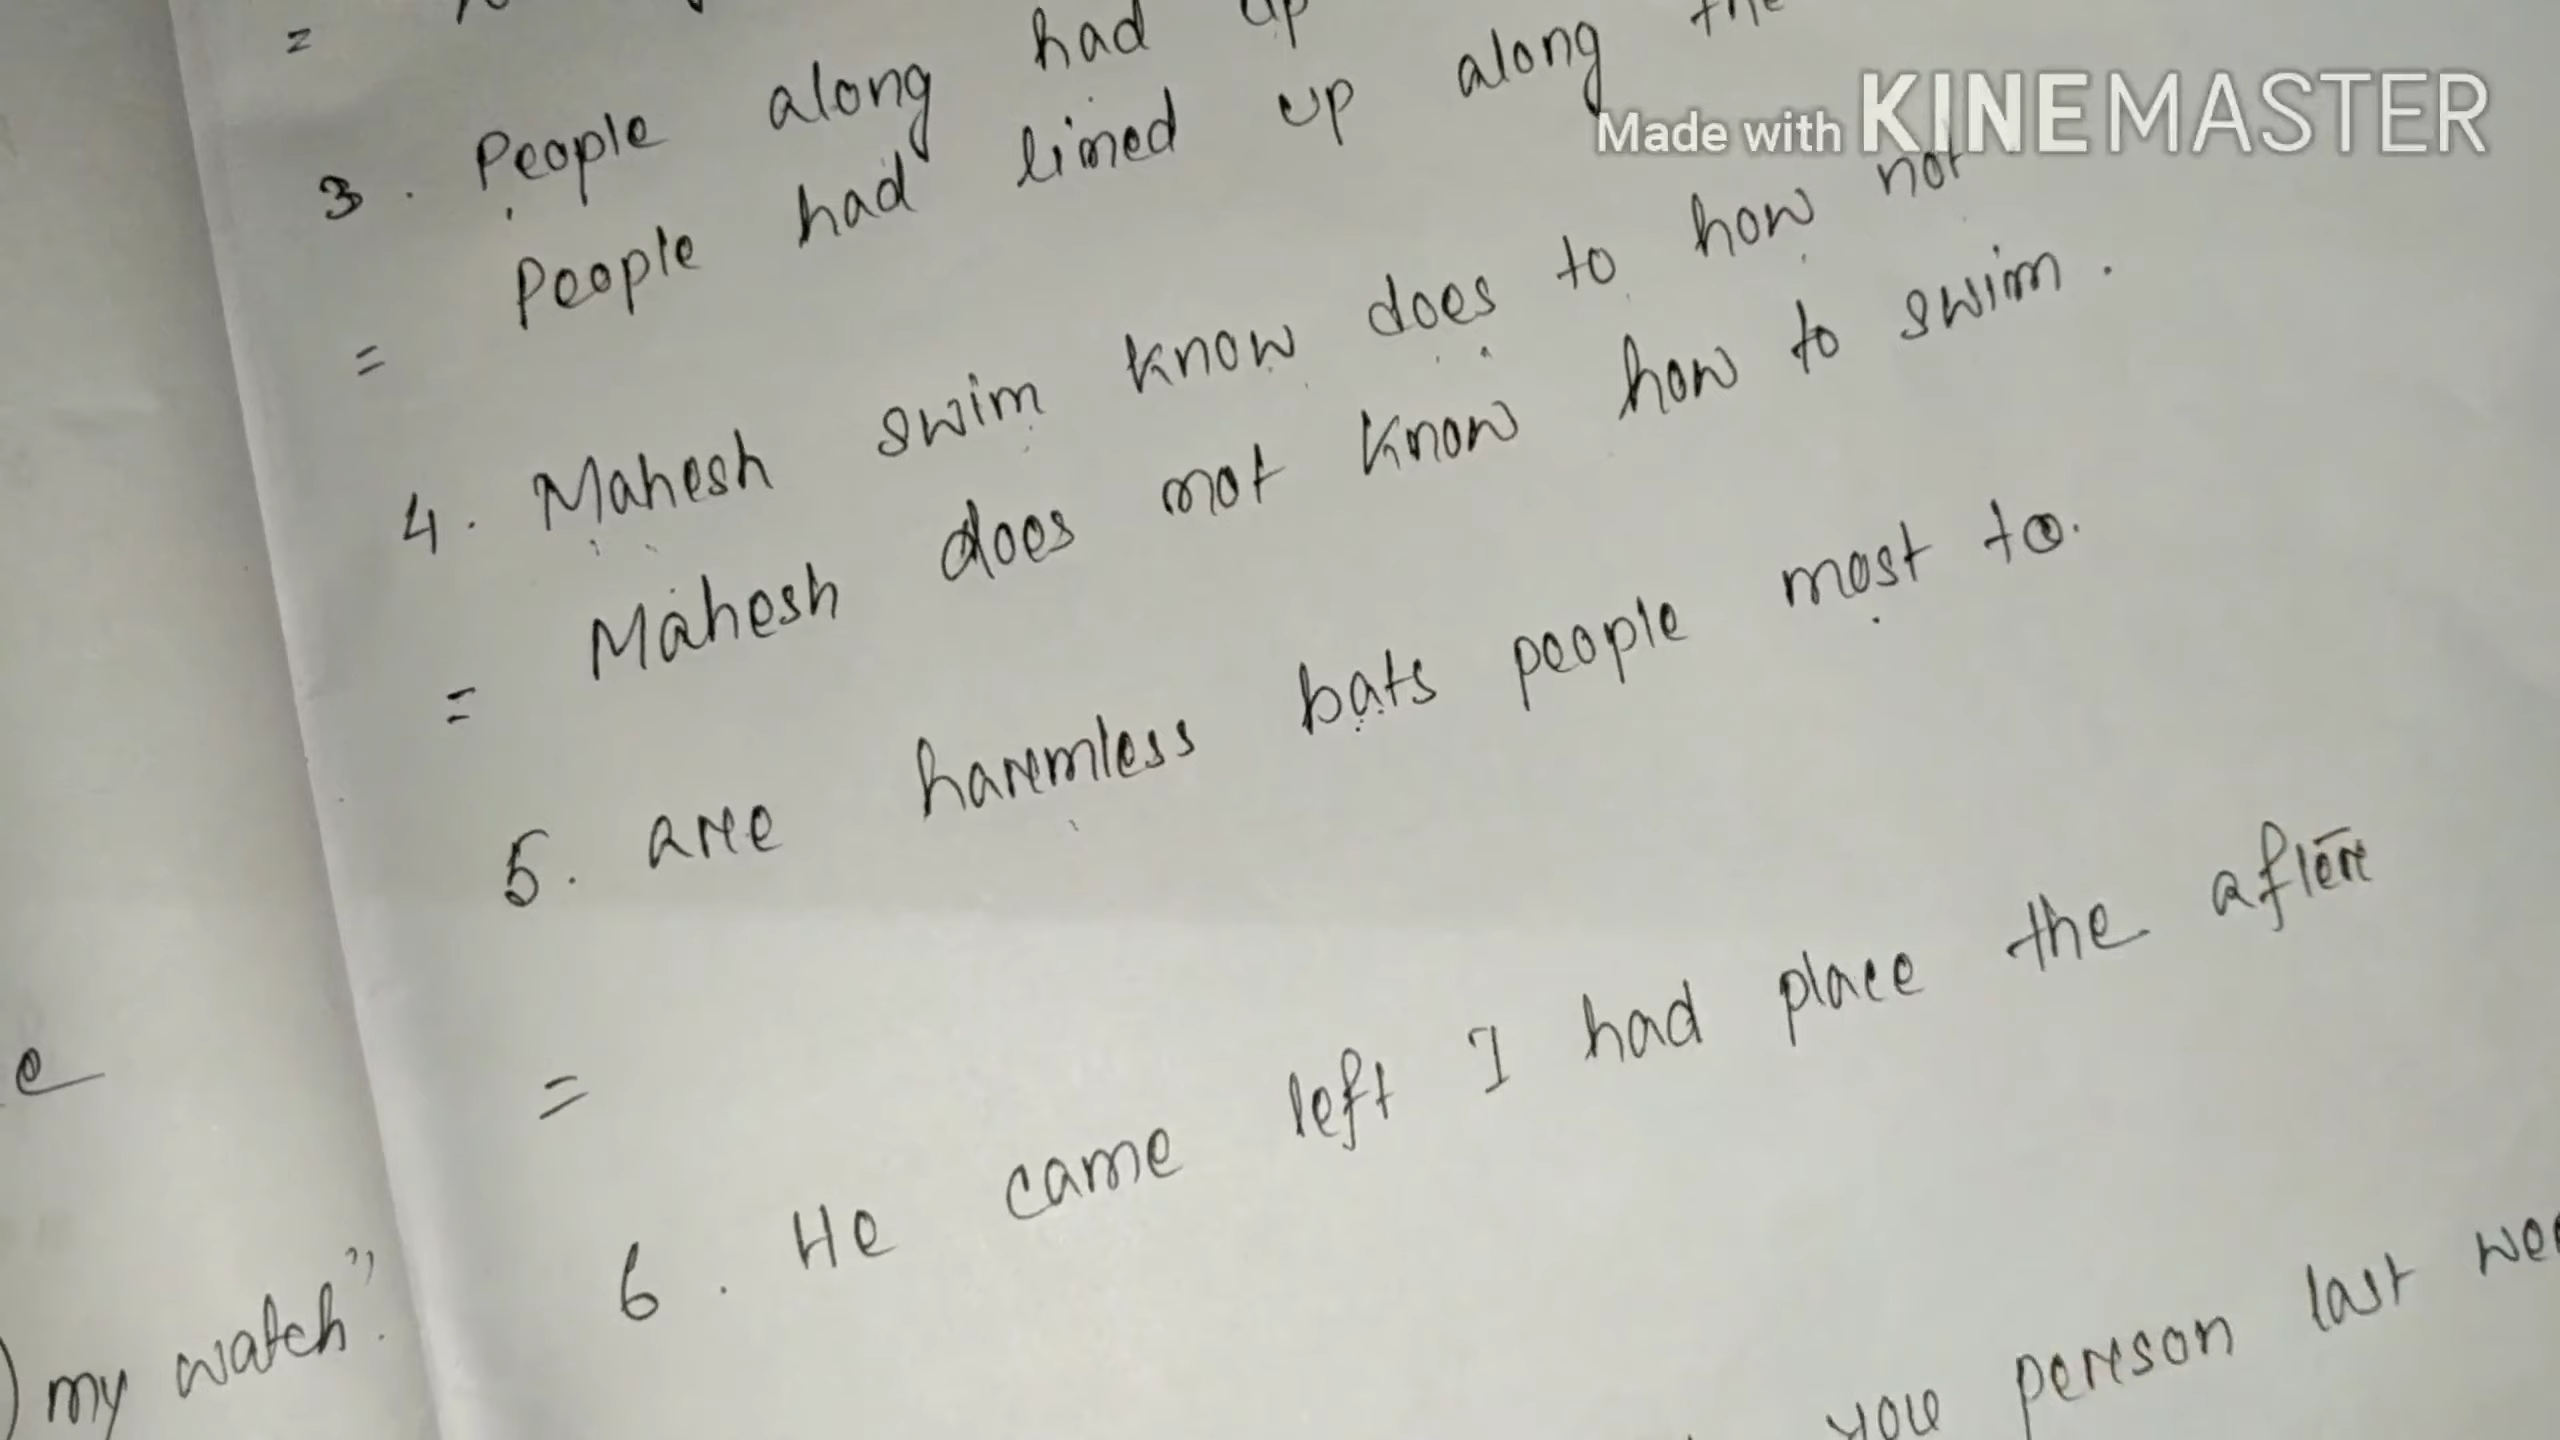 =
had up
3. People along
the
= People had lined up along
Made with KINEMASTER
4. Mahesh swim know does to how not
= Mahesh does not know how to swim.
5. are harmless bats people most to.
=
6. He came left I had place the after
e
my watch".
you person last